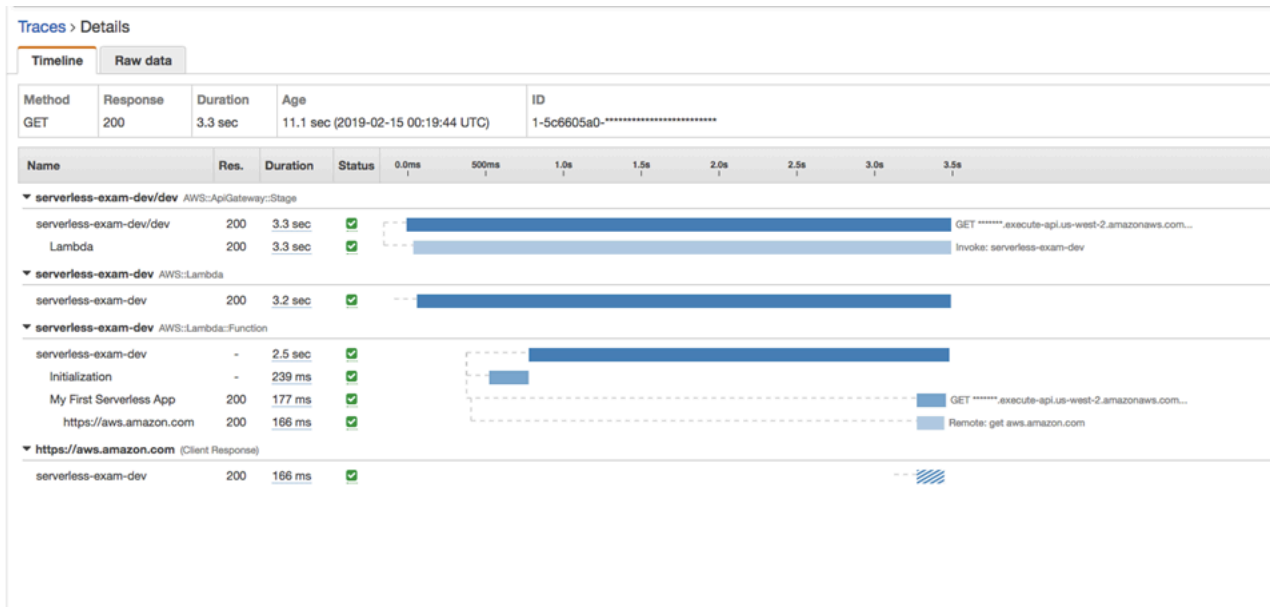 Traces > Details
Timeline Raw data
Method Response Duration Age ID
GET 200 3.3 sec 11.1 sec (2019-02-15 00:19:44 UTC) 1-5c6605a0-************************
Name Res. Duration Status 0.0ms 500ms 1.0s 1.5s 2.0s 2.5s 3.0s 3.5s
serverless-exam-dev/dev AWS::ApiGateway::Stage
serverless-exam-dev/dev 200 3.3 sec GET *******.execute-api.us-west-2.amazonaws.com...
Lambda 200 3.3 sec Invoke: serverless-exam-dev
serverless-exam-dev AWS::Lambda
serverless-exam-dev 200 3.2 sec
serverless-exam-dev AWS::Lambda::Function
serverless-exam-dev - 2.5 sec
Initialization - 239 ms
My First Serverless App 200 177 ms GET *******.execute-api.us-west-2.amazonaws.com...
https://aws.amazon.com 200 166 ms Remote: get aws.amazon.com
https://aws.amazon.com (Client Response)
serverless-exam-dev 200 166 ms